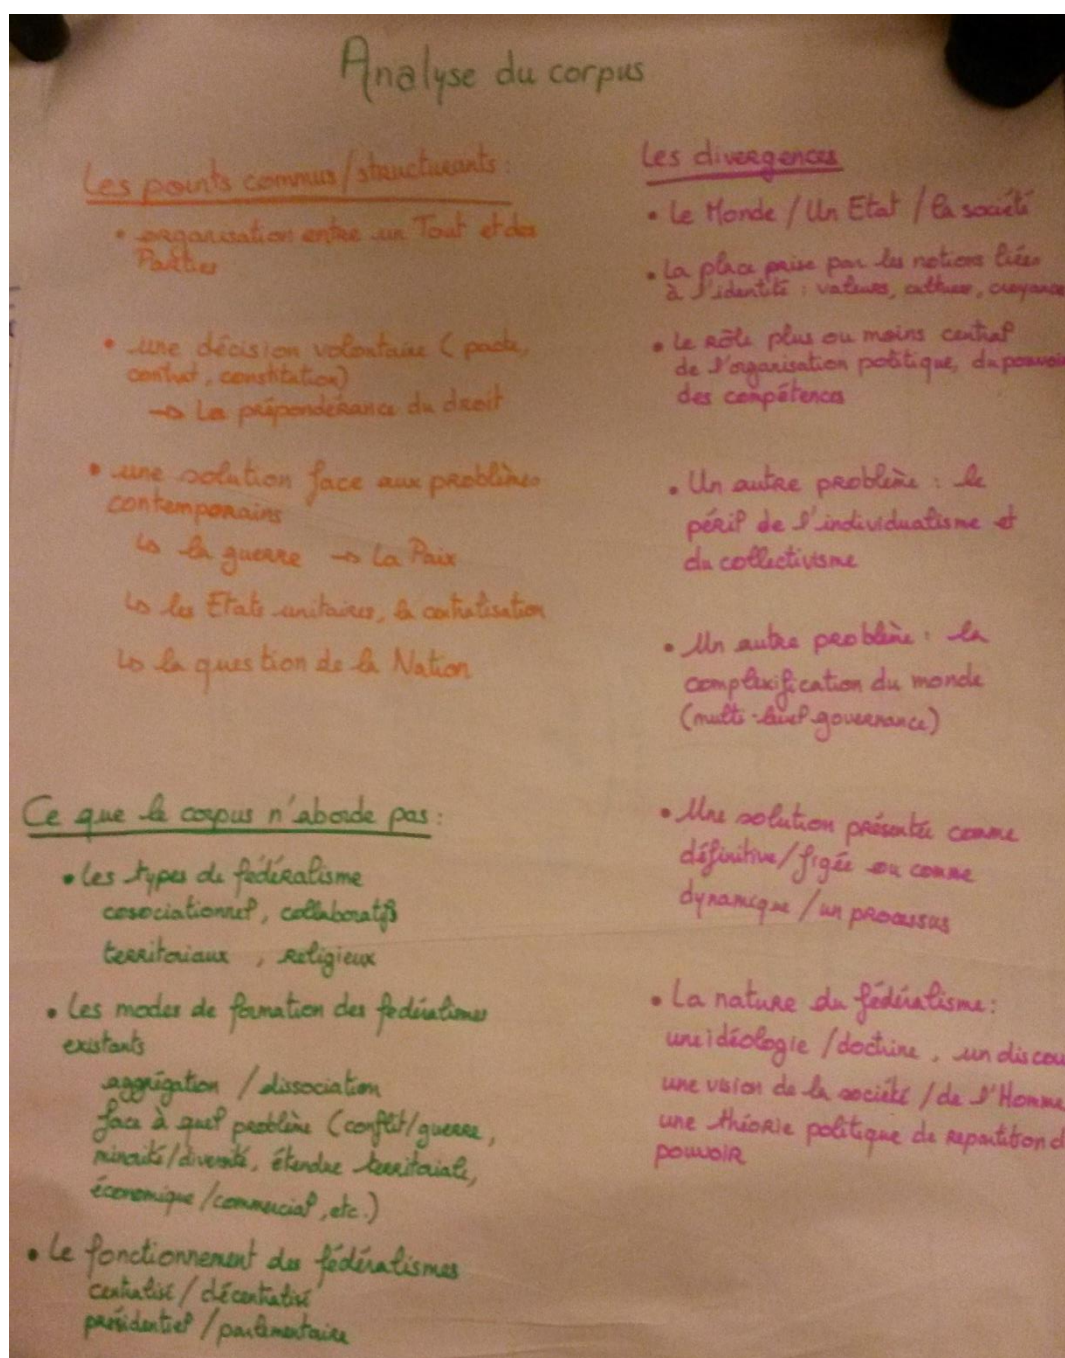 Analyse du corpus
Les points communs/structurants :
• organisation entre un Tout et des
Parties
• une décision volontaire (pacte,
contrat, constitution)
→ La prépondérance du droit
• une solution face aux problèmes
contemporains
↳ la guerre → La Paix
↳ les Etats unitaires, la centralisation
↳ la question de la Nation
Ce que le corpus n'aborde pas :
• Les types de fédéralisme
cosociationnel, collaboratifs
territoriaux , religieux
• Les modes de formation des fedéralismes
existants
aggrégation / dissociation
face à quel problème (conflit/guerre,
minorité/diversité, étendue territoriale,
économique/commercial, etc.)
• Le fonctionnement des fédéralismes
centralisé / décentralisé
présidentiel / parlementaire
Les divergences
• Le Monde / Un Etat / la société
• La place prise par les notions liées
à l'identité : valeurs, culture, croyance
• Le rôle plus ou moins central
de l'organisation politique, du pouvoir
des compétences
• Un autre problème : le
péril de l'individualisme et
du collectivisme
• Un autre problème : la
complexification du monde
(multi-level governance)
• Une solution présentée comme
définitive/figée ou comme
dynamique / un processus
• La nature du fédéralisme :
une idéologie / doctrine , un discou
une vision de la société / de l'Homme
une théorie politique de repartition d
pouvoir